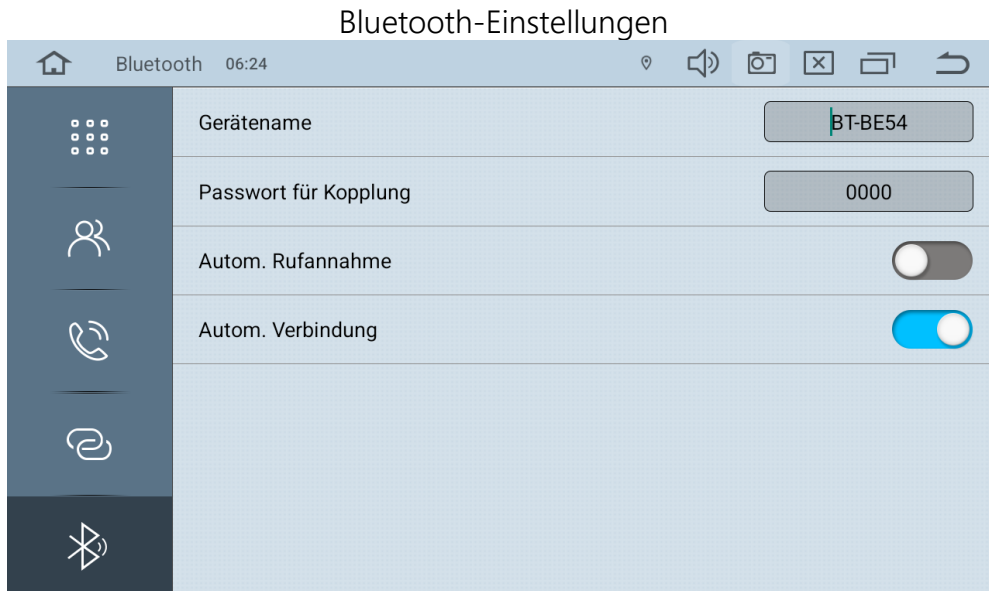 Bluetooth-Einstellungen
Bluetooth 06:24
Gerätename BT-BE54
Passwort für Kopplung 0000
Autom. Rufannahme
Autom. Verbindung